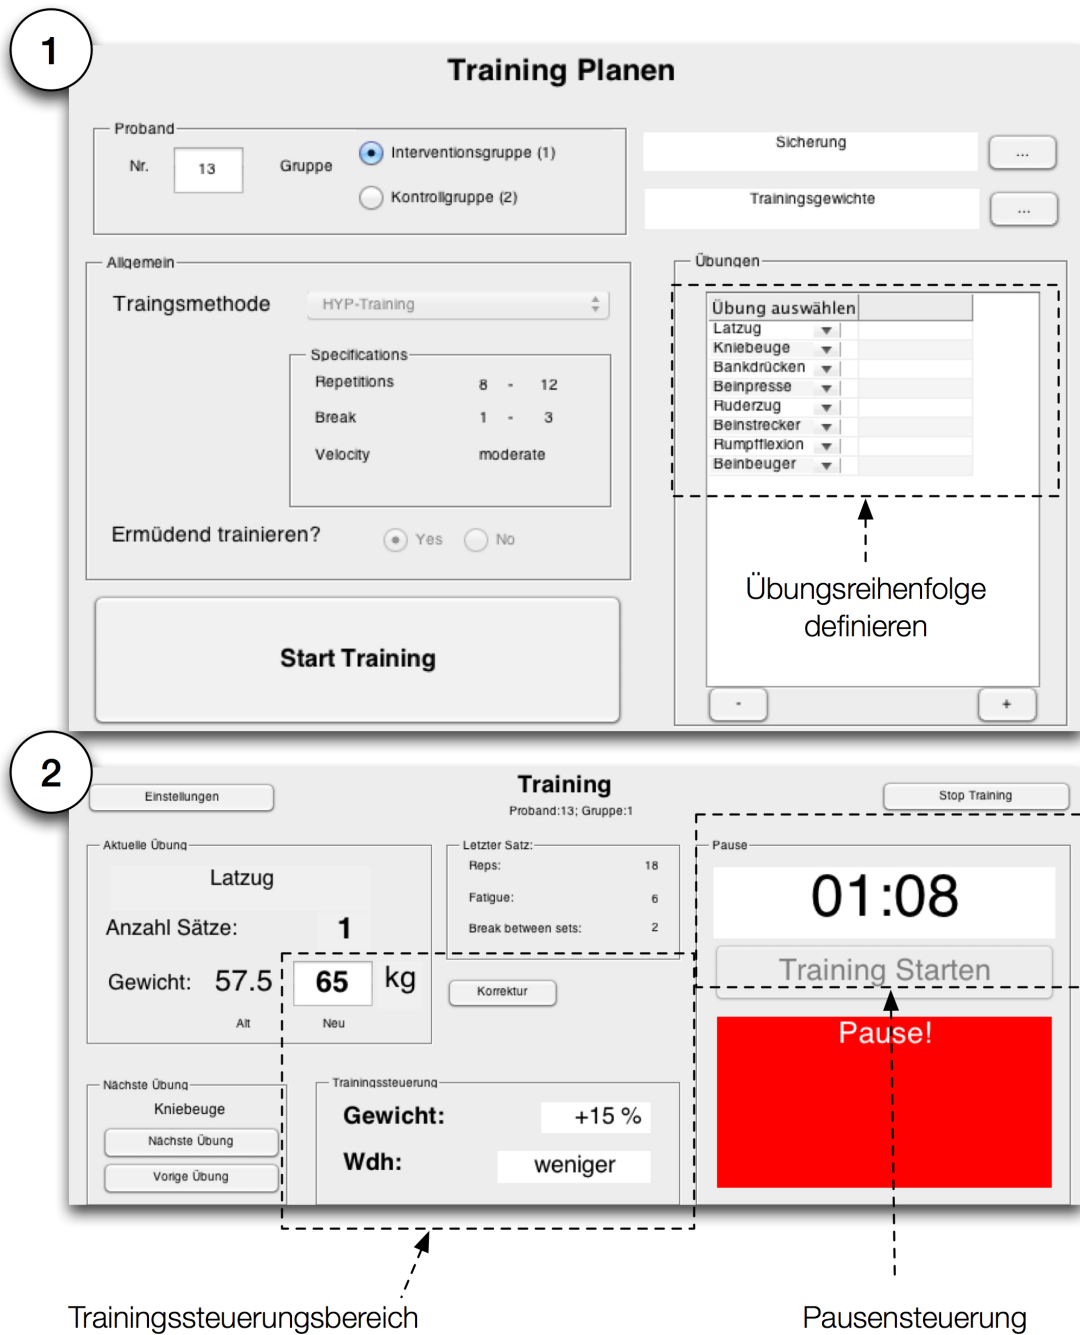 1
Training Planen
Proband
Nr.
13
Gruppe
Interventionsgruppe (1)
Kontrollgruppe (2)
Sicherung
...
Trainingsgewichte
...
Allgemein
Traingsmethode
HYP-Training
Specifications
Repetitions 8 - 12
Break 1 - 3
Velocity moderate
Ermüdend trainieren?
Yes
No
Start Training
Übungen
Übung auswählen
Latzug
Kniebeuge
Bankdrücken
Beinpresse
Ruderzug
Beinstrecker
Rumpfflexion
Beinbeuger
Übungsreihenfolge
definieren
-
+
2
Einstellungen
Training
Proband:13; Gruppe:1
Stop Training
Aktuelle Übung
Latzug
Anzahl Sätze: 1
Gewicht: 57.5 65 kg
Alt Neu
Letzter Satz:
Reps: 18
Fatigue: 6
Break between sets: 2
Korrektur
Pause
01:08
Training Starten
Pause!
Nächste Übung
Kniebeuge
Nächste Übung
Vorige Übung
Trainingssteuerung
Gewicht: +15 %
Wdh: weniger
Trainingssteuerungsbereich
Pausensteuerung